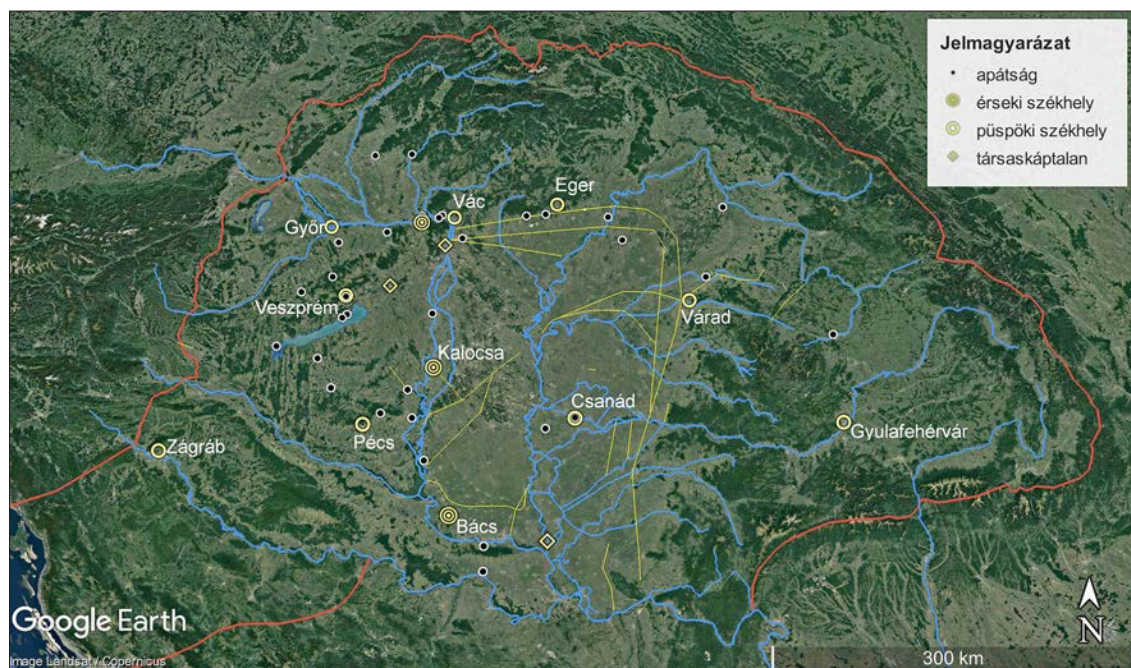 Jelmagyarázat
apátság
érseki székhely
püspöki székhely
társaskáptalan
Eger
Vác
Győr
Veszprém
Várad
Kalocsa
Csanád
Pécs
Gyulafehérvár
Zágráb
Bács
Google Earth
N
Image Landsat / Copernicus
300 km